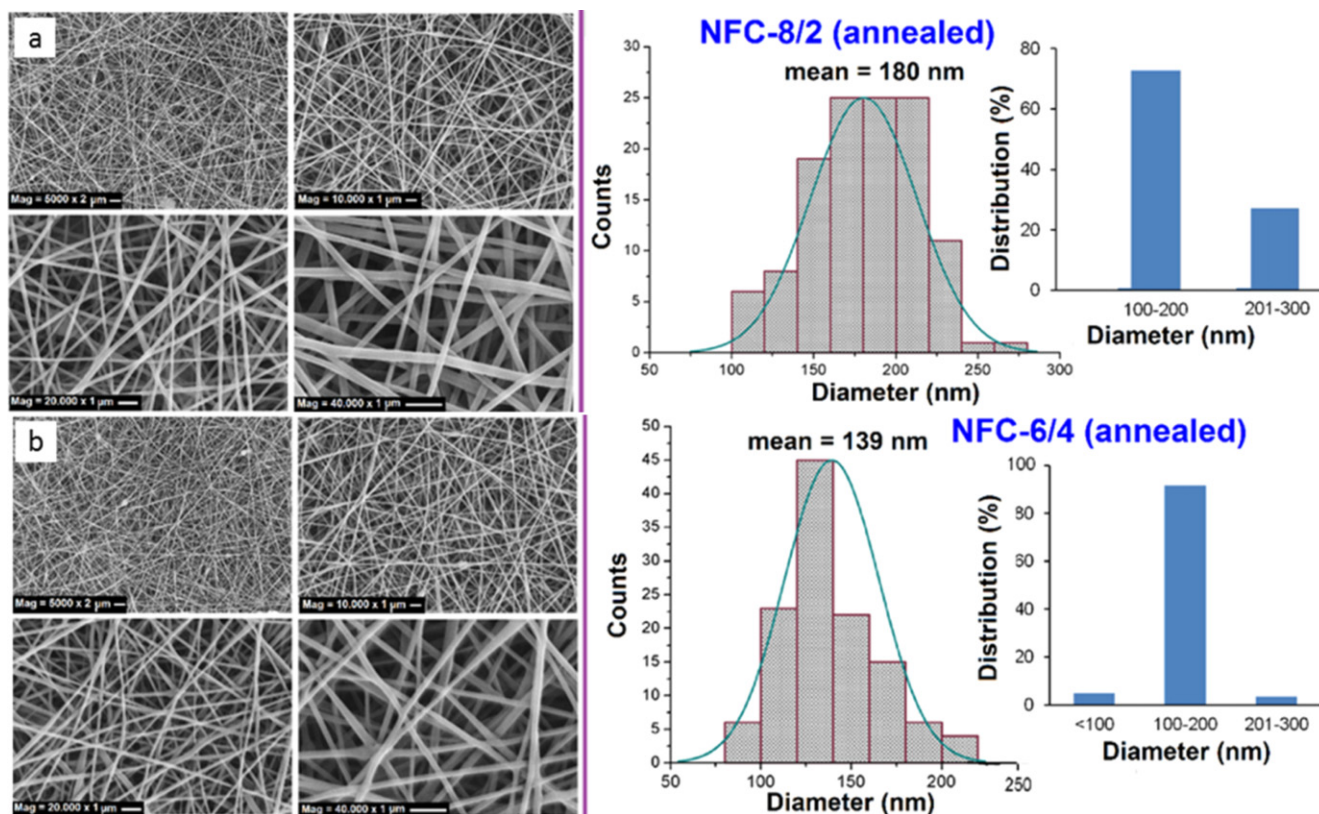 a
Mag = 5000 x 2 µm
Mag = 10.000 x 1 µm
Mag = 20.000 x 1 µm
Mag = 40.000 x 1 µm
NFC-8/2 (annealed)
mean = 180 nm
Counts
30
25
20
15
10
5
0
50
100
150
200
250
300
Diameter (nm)
Distribution (%)
80
60
40
20
0
100-200
201-300
Diameter (nm)
b
Mag = 5000 x 2 µm
Mag = 10.000 x 1 µm
Mag = 20.000 x 1 µm
Mag = 40.000 x 1 µm
NFC-6/4 (annealed)
mean = 139 nm
Counts
45
40
35
30
25
20
15
10
5
0
50
100
150
200
250
Diameter (nm)
Distribution (%)
100
80
60
40
20
0
<100
100-200
201-300
Diameter (nm)